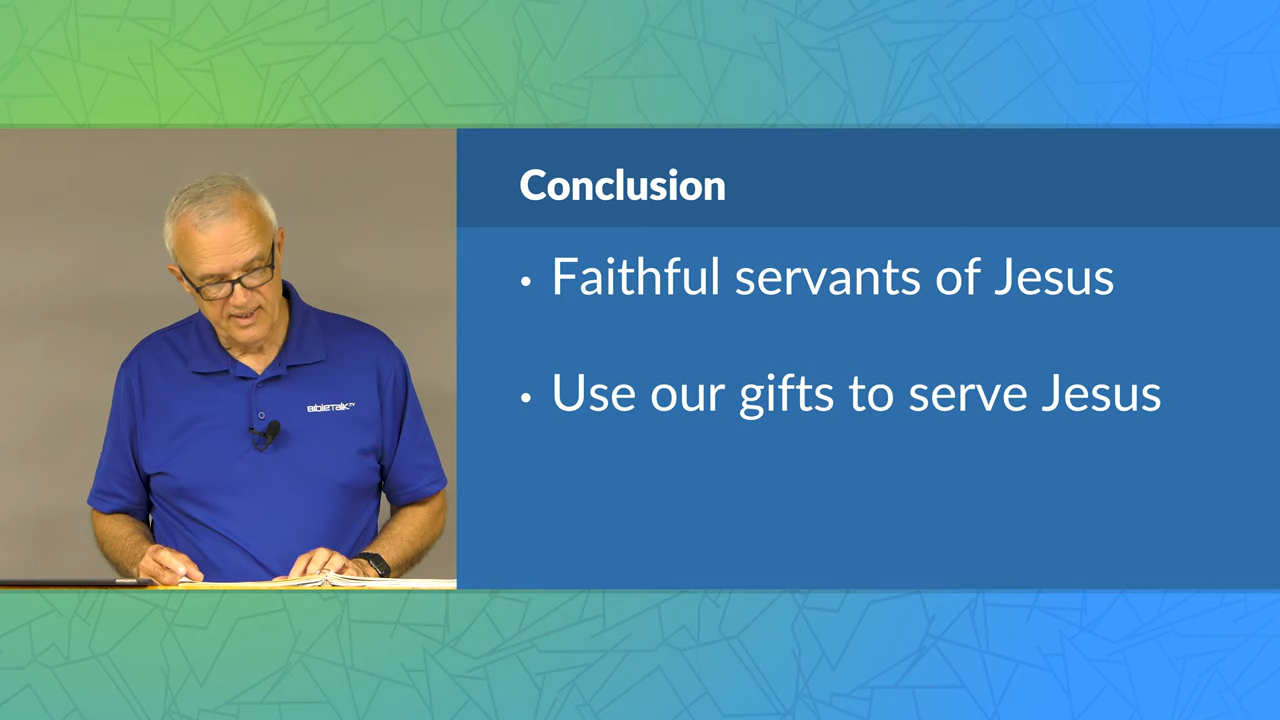 BibleTalk.TV
Conclusion
• Faithful servants of Jesus
• Use our gifts to serve Jesus